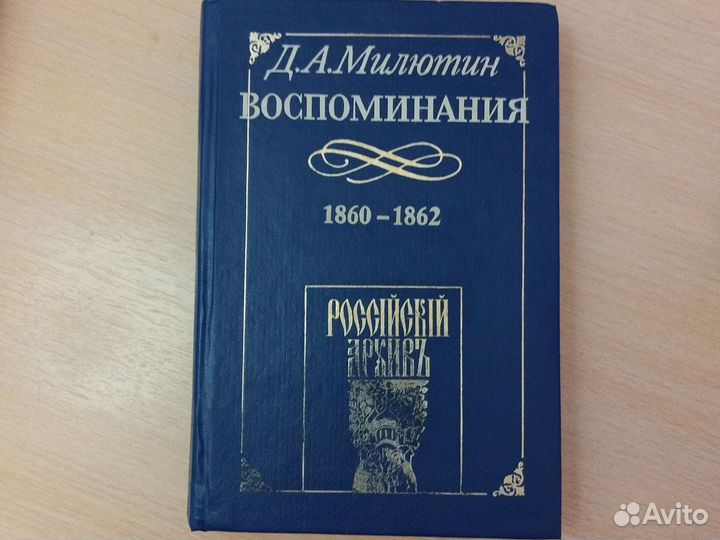 Д.А.Милютин
ВОСПОМИНАНИЯ
1860–1862
РОССІЙСКІЙ
АРХИВЪ
Avito